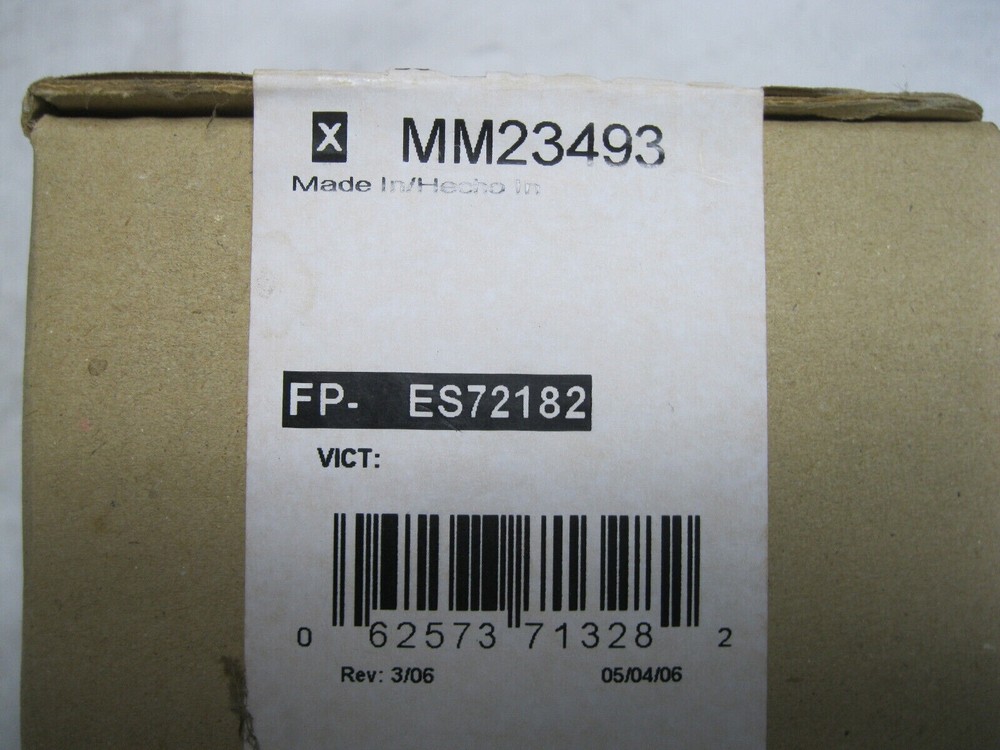 X MM23493
Made In/Hecho In
FP- ES72182
VICT:
0 62573 71328 2
Rev: 3/06 05/04/06